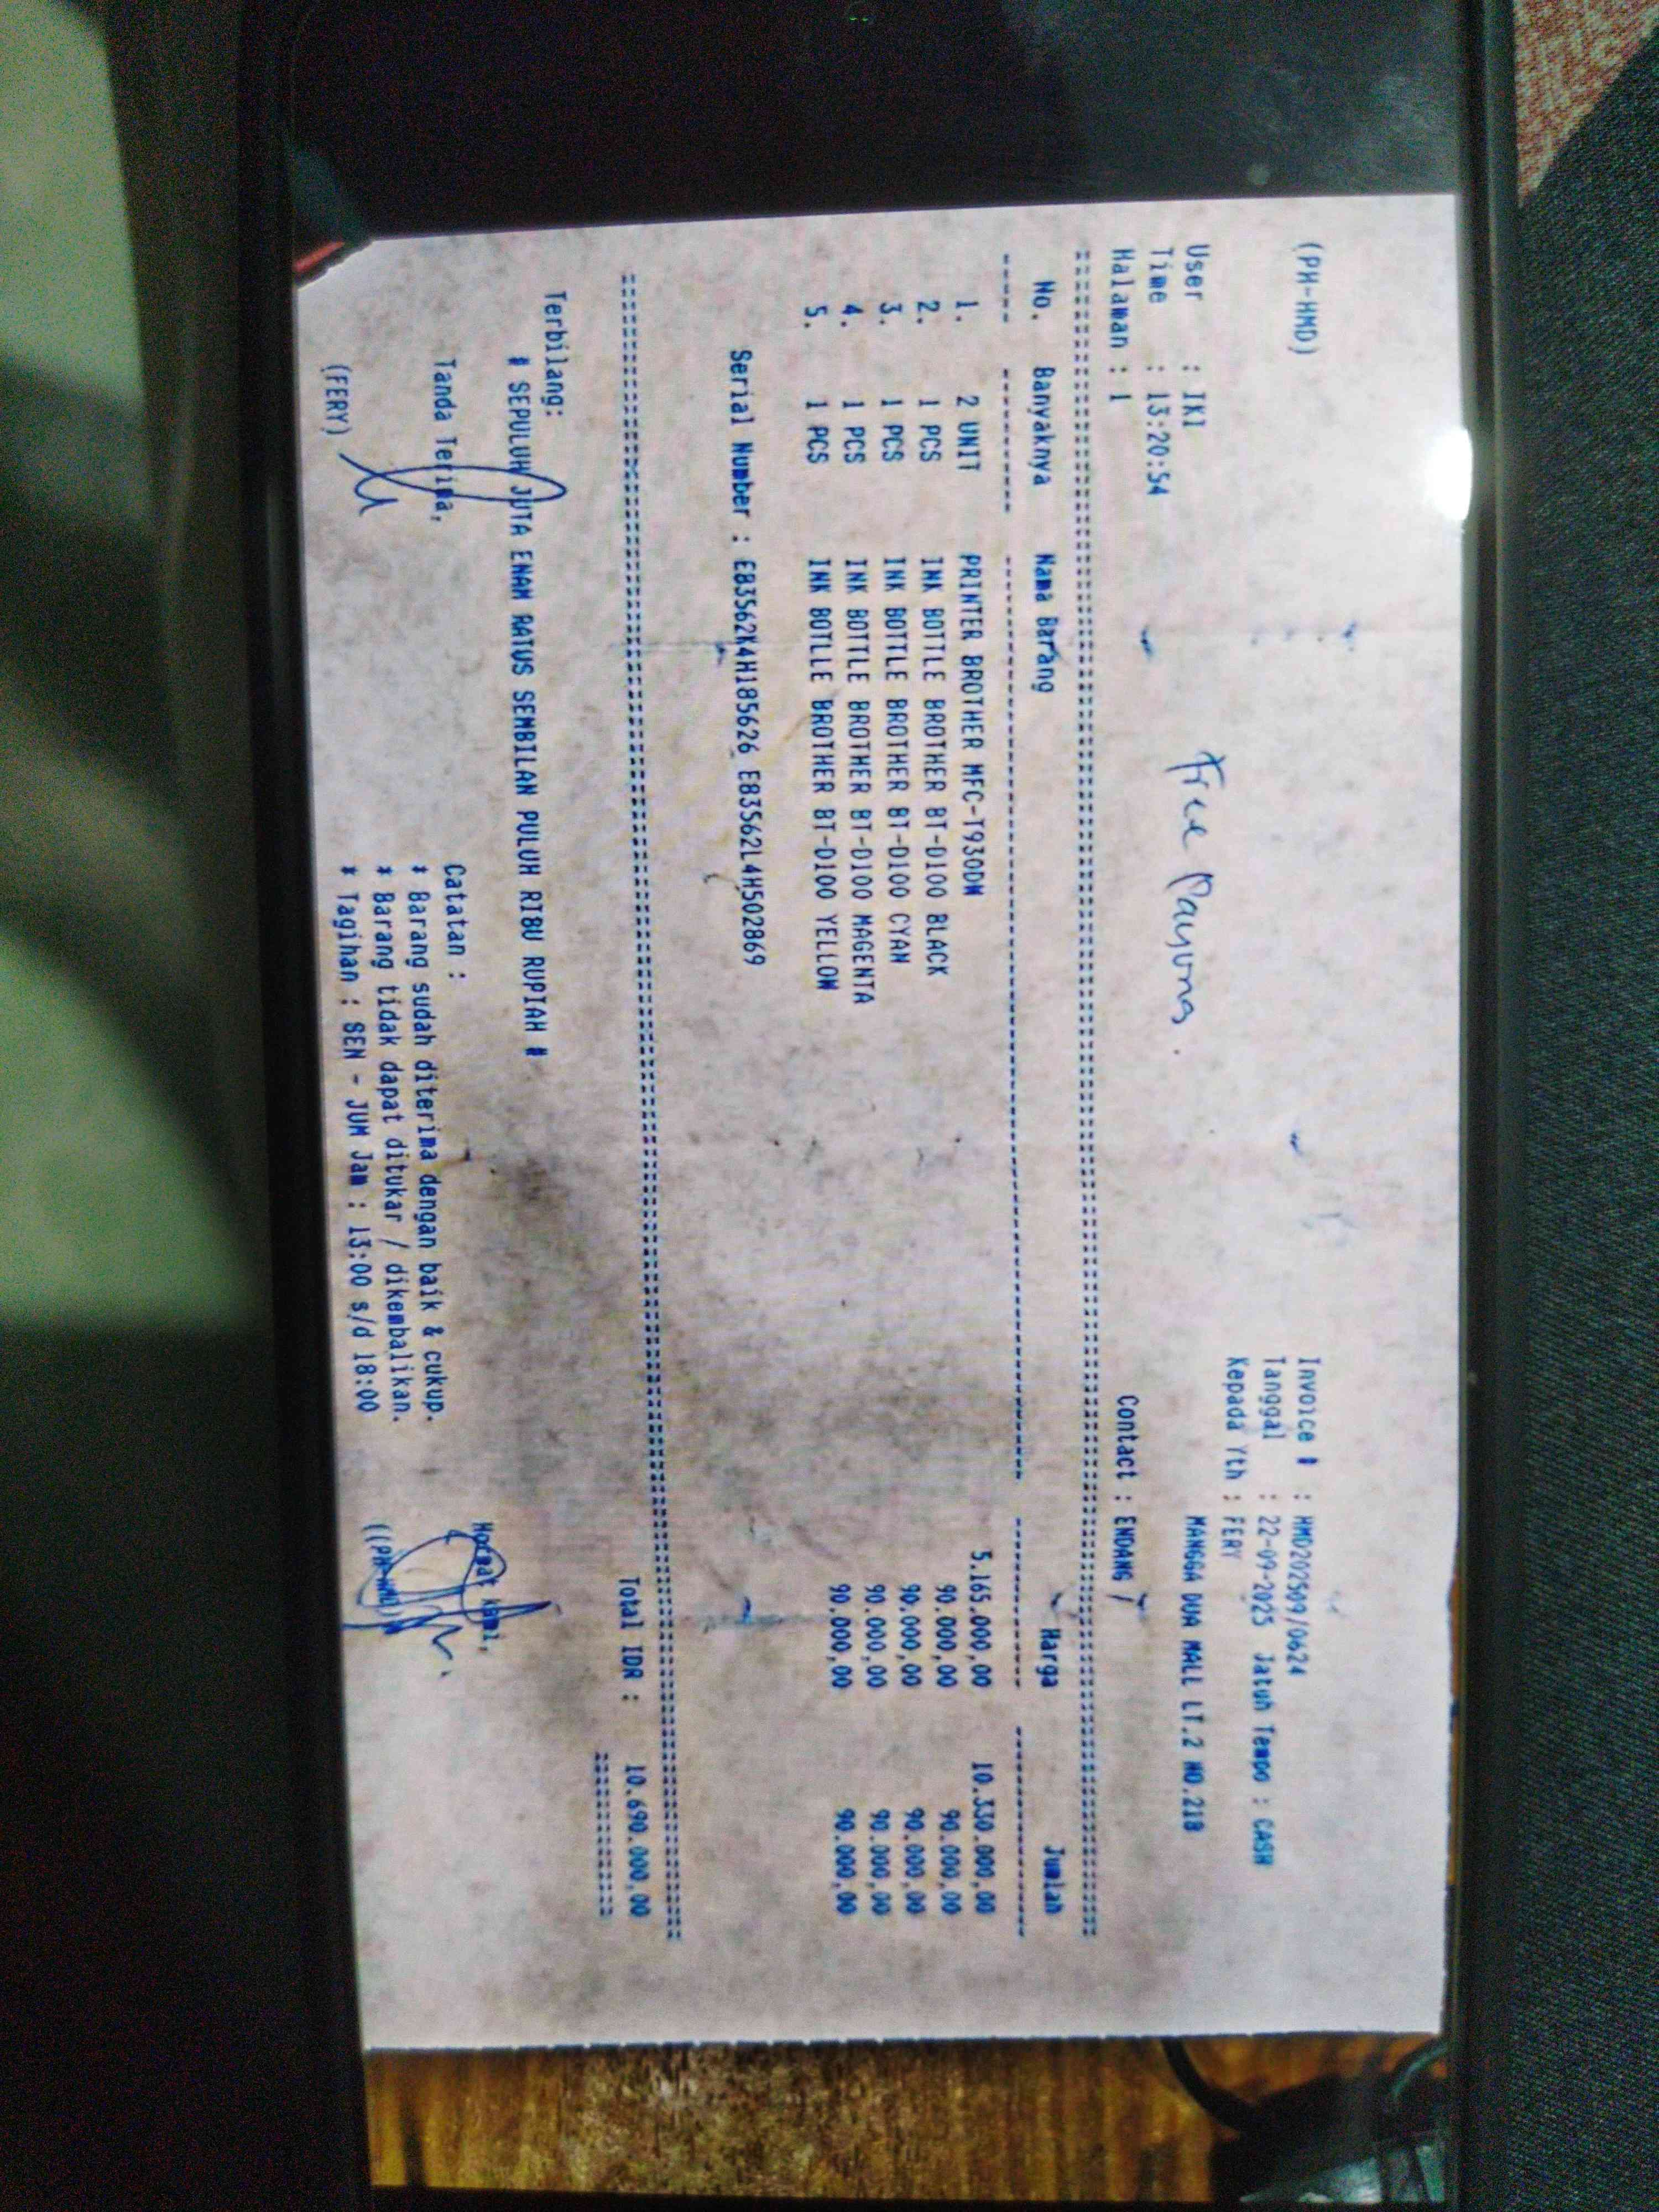 (PH-HMD)
Invoice # : HMD202509/0624
Tanggal : 22-09-2025 Jatuh Tempo : CASH
Kepada Yth : FERY
MANGGA DUA MALL LT.2 NO.218
User : IKI
Time : 13:20:54
Halaman : 1
Free Payung.
Contact : ENDANG /
No. Banyaknya Nama Barang Harga Jumlah
1. 2 UNIT PRINTER BROTHER MFC-T930DW 5.165.000,00 10.330.000,00
2. 1 PCS INK BOTTLE BROTHER BT-D100 BLACK 90.000,00 90.000,00
3. 1 PCS INK BOTTLE BROTHER BT-D100 CYAN 90.000,00 90.000,00
4. 1 PCS INK BOTTLE BROTHER BT-D100 MAGENTA 90.000,00 90.000,00
5. 1 PCS INK BOTLLE BROTHER BT-D100 YELLOW 90.000,00 90.000,00
Serial Number : E83562K4H185626 E83562L4H502869
Total IDR : 10.690.000,00
Terbilang:
# SEPULUH JUTA ENAM RATUS SEMBILAN PULUH RIBU RUPIAH #
Tanda Terima,
Hormat kami,
(FERY)
Catatan :
* Barang sudah diterima dengan baik & cukup.
* Barang tidak dapat ditukar / dikembalikan.
* Tagihan : SEN - JUM Jam : 13:00 s/d 18:00